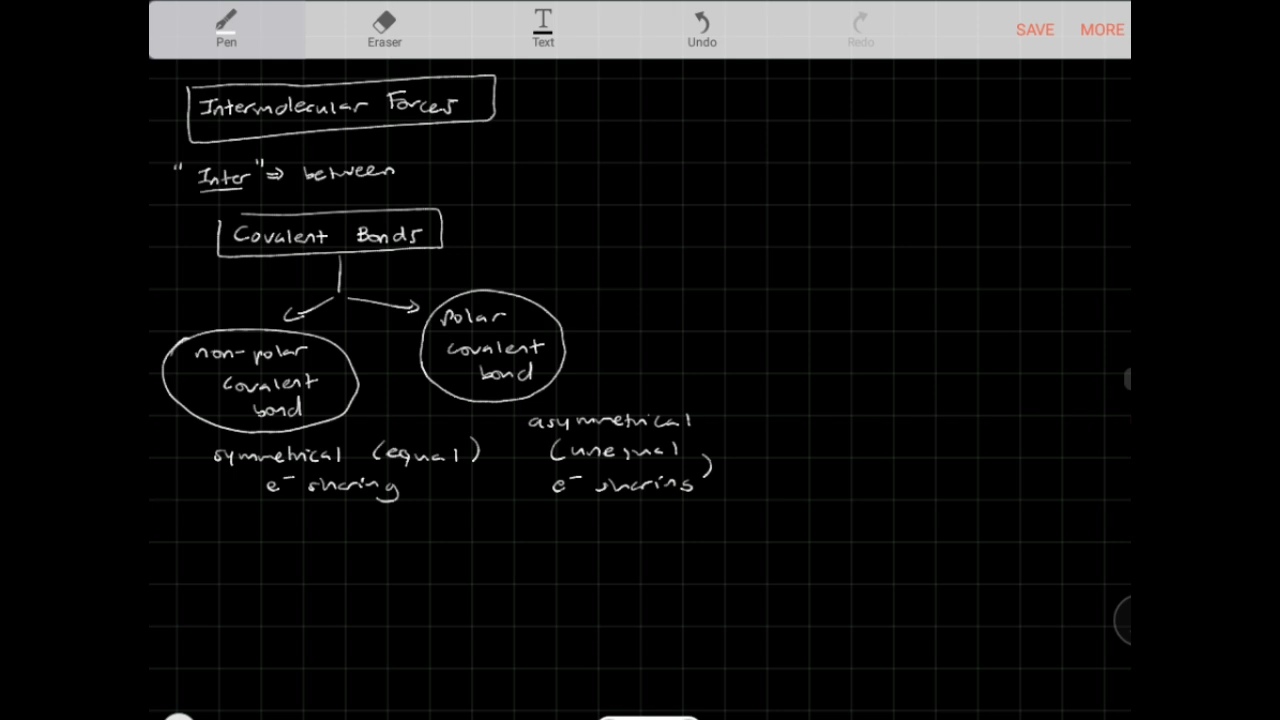 Pen
Eraser
Text
Undo
Redo
SAVE
MORE
Intermolecular Forces
"Inter" ⇒ between
Covalent Bonds
non-polar
covalent
bond
polar
covalent
bond
symmetrical (equal)
e⁻ sharing
asymmetrical
(unequal
e⁻ sharing)